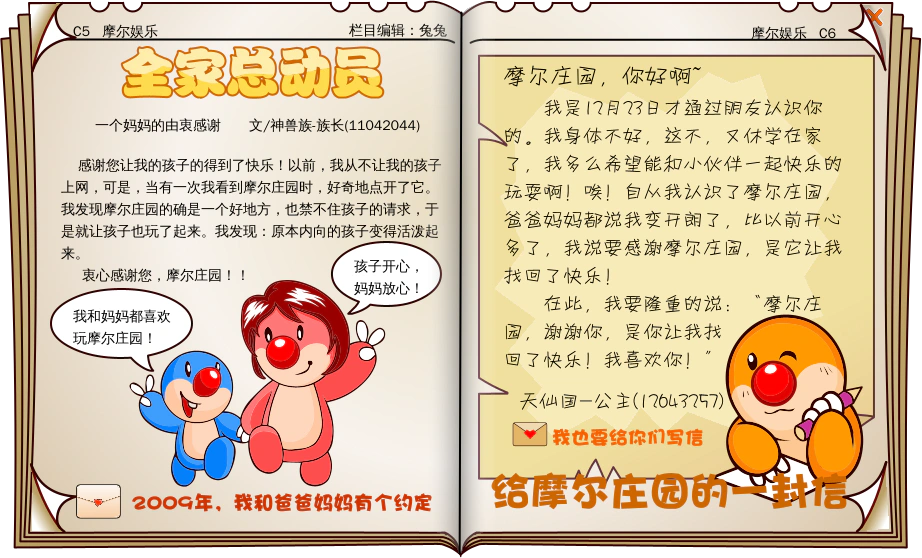 C5 摩尔娱乐
栏目编辑：兔兔
全家总动员
一个妈妈的由衷感谢 文/神兽族-族长(11042044)
感谢您让我的孩子的得到了快乐！以前，我从不让我的孩子
上网，可是，当有一次我看到摩尔庄园时，好奇地点开了它。
我发现摩尔庄园的确是一个好地方，也禁不住孩子的请求，于
是就让孩子也玩了起来。我发现：原本内向的孩子变得活泼起
来。
衷心感谢您，摩尔庄园！！
孩子开心，
妈妈放心！
我和妈妈都喜欢
玩摩尔庄园！
2009年，我和爸爸妈妈有个约定
摩尔娱乐 C6
摩尔庄园，你好啊~
我是12月23日才通过朋友认识你
的。我身体不好，这不，又休学在家
了，我多么希望能和小伙伴一起快乐的
玩耍啊！唉！自从我认识了摩尔庄园，
爸爸妈妈都说我变开朗了，比以前开心
多了，我说要感谢摩尔庄园，是它让我
找回了快乐！
在此，我要隆重的说：“摩尔庄
园，谢谢你，是你让我找
回了快乐！我喜欢你！”
天仙国一公主(12043257)
我也要给你们写信
给摩尔庄园的一封信